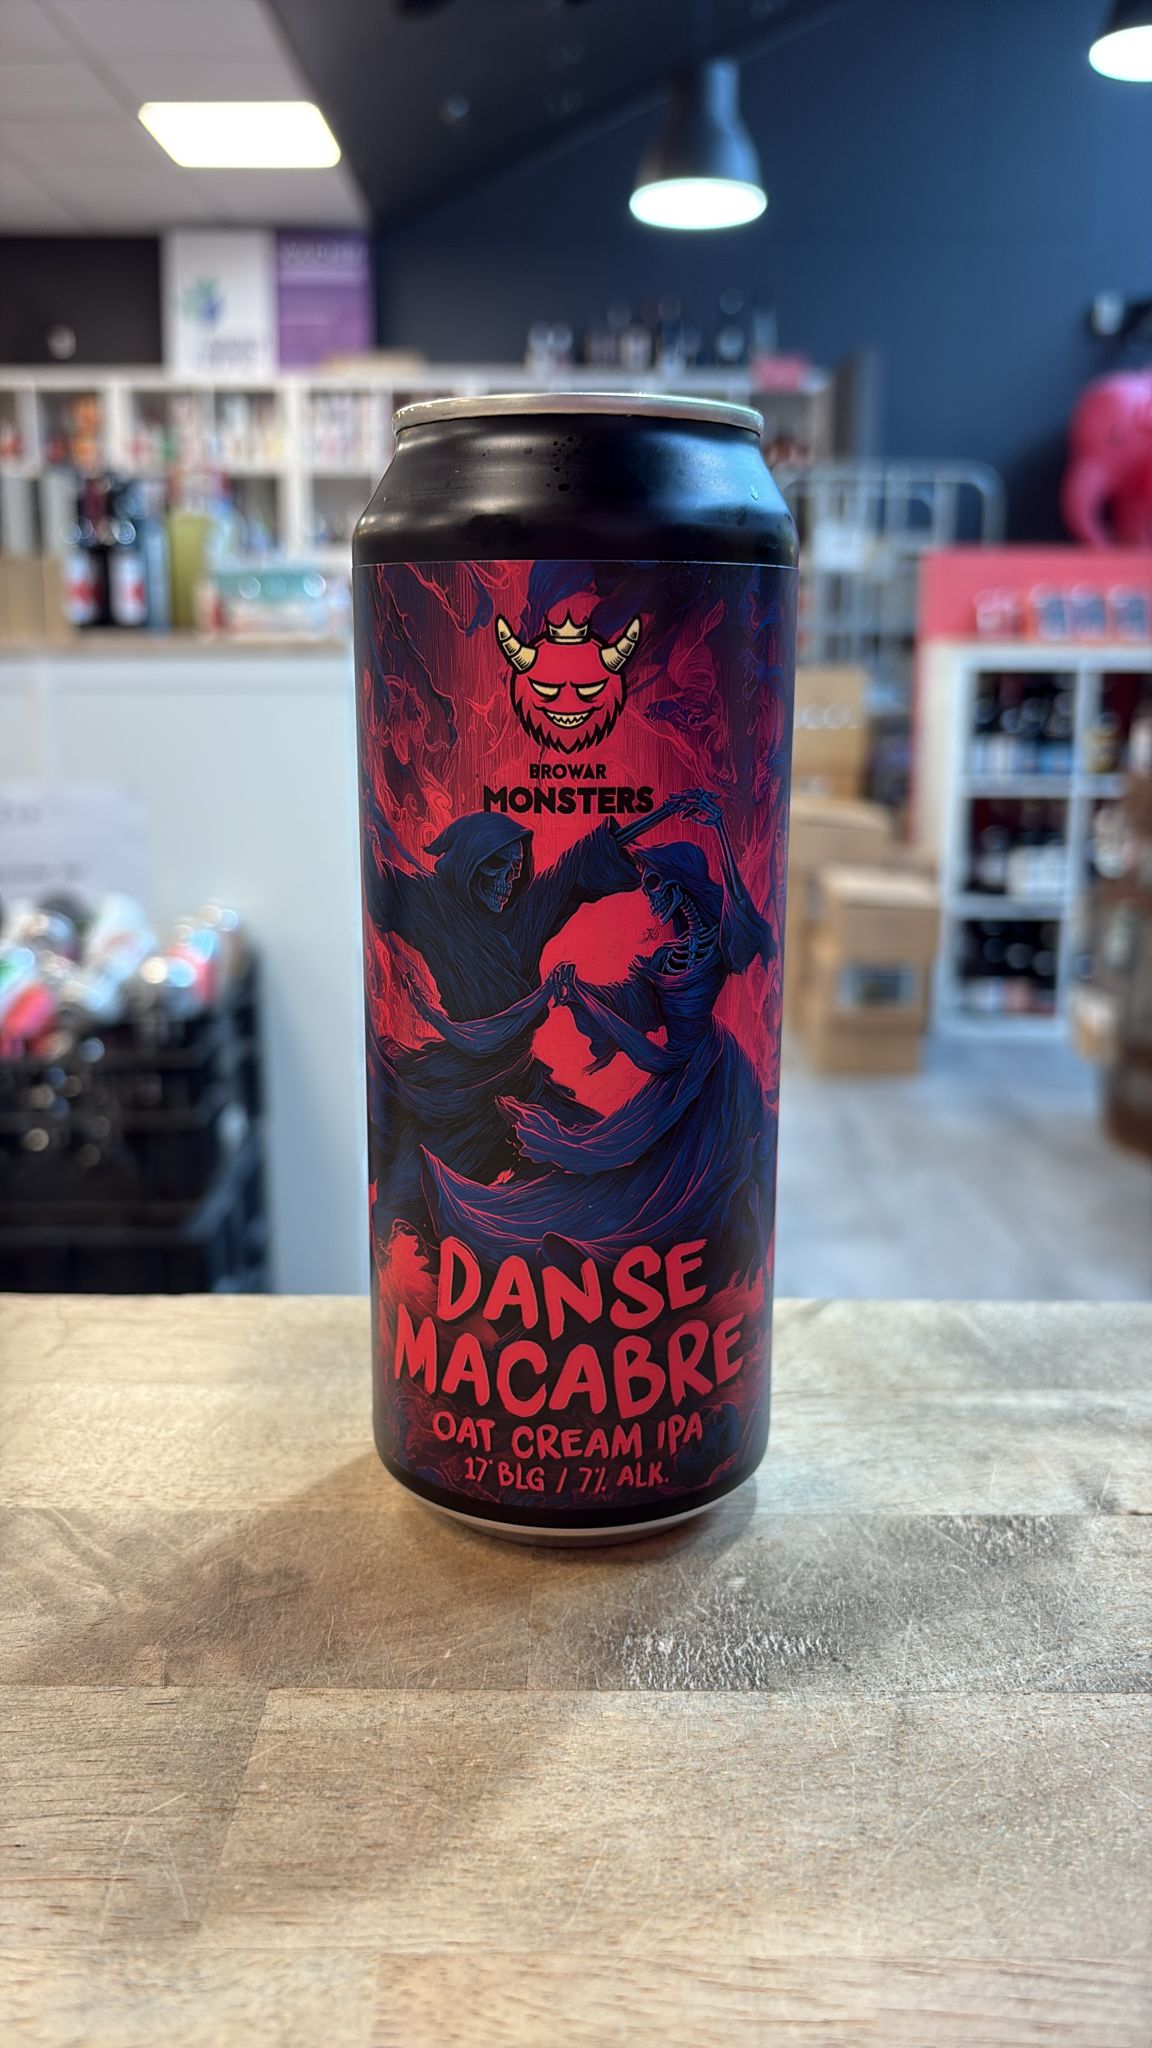 BROWAR
MONSTERS
DANSE
MACABRE
OAT CREAM IPA
17° BLG / 7% ALK.